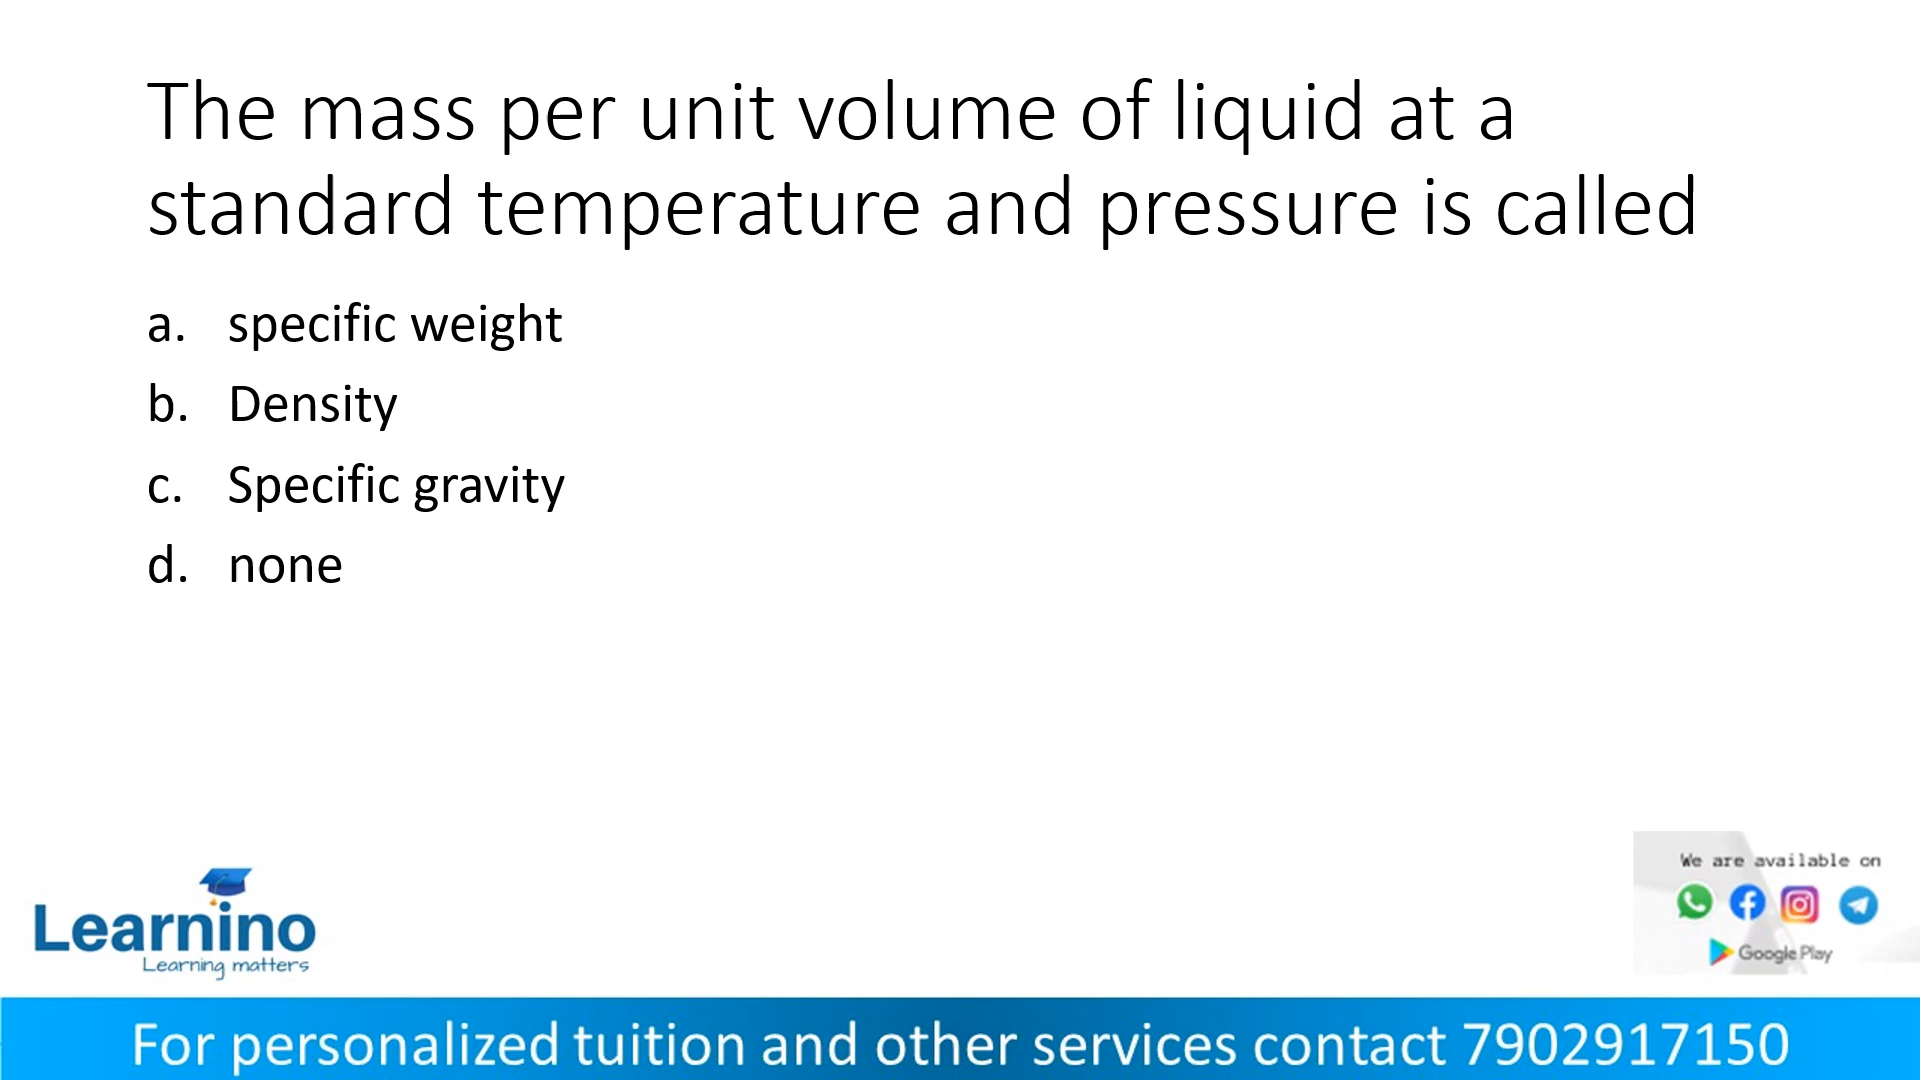 The mass per unit volume of liquid at a
standard temperature and pressure is called
a. specific weight
b. Density
c. Specific gravity
d. none
We are available on
Google Play
Learnino
Learning matters
For personalized tuition and other services contact 7902917150